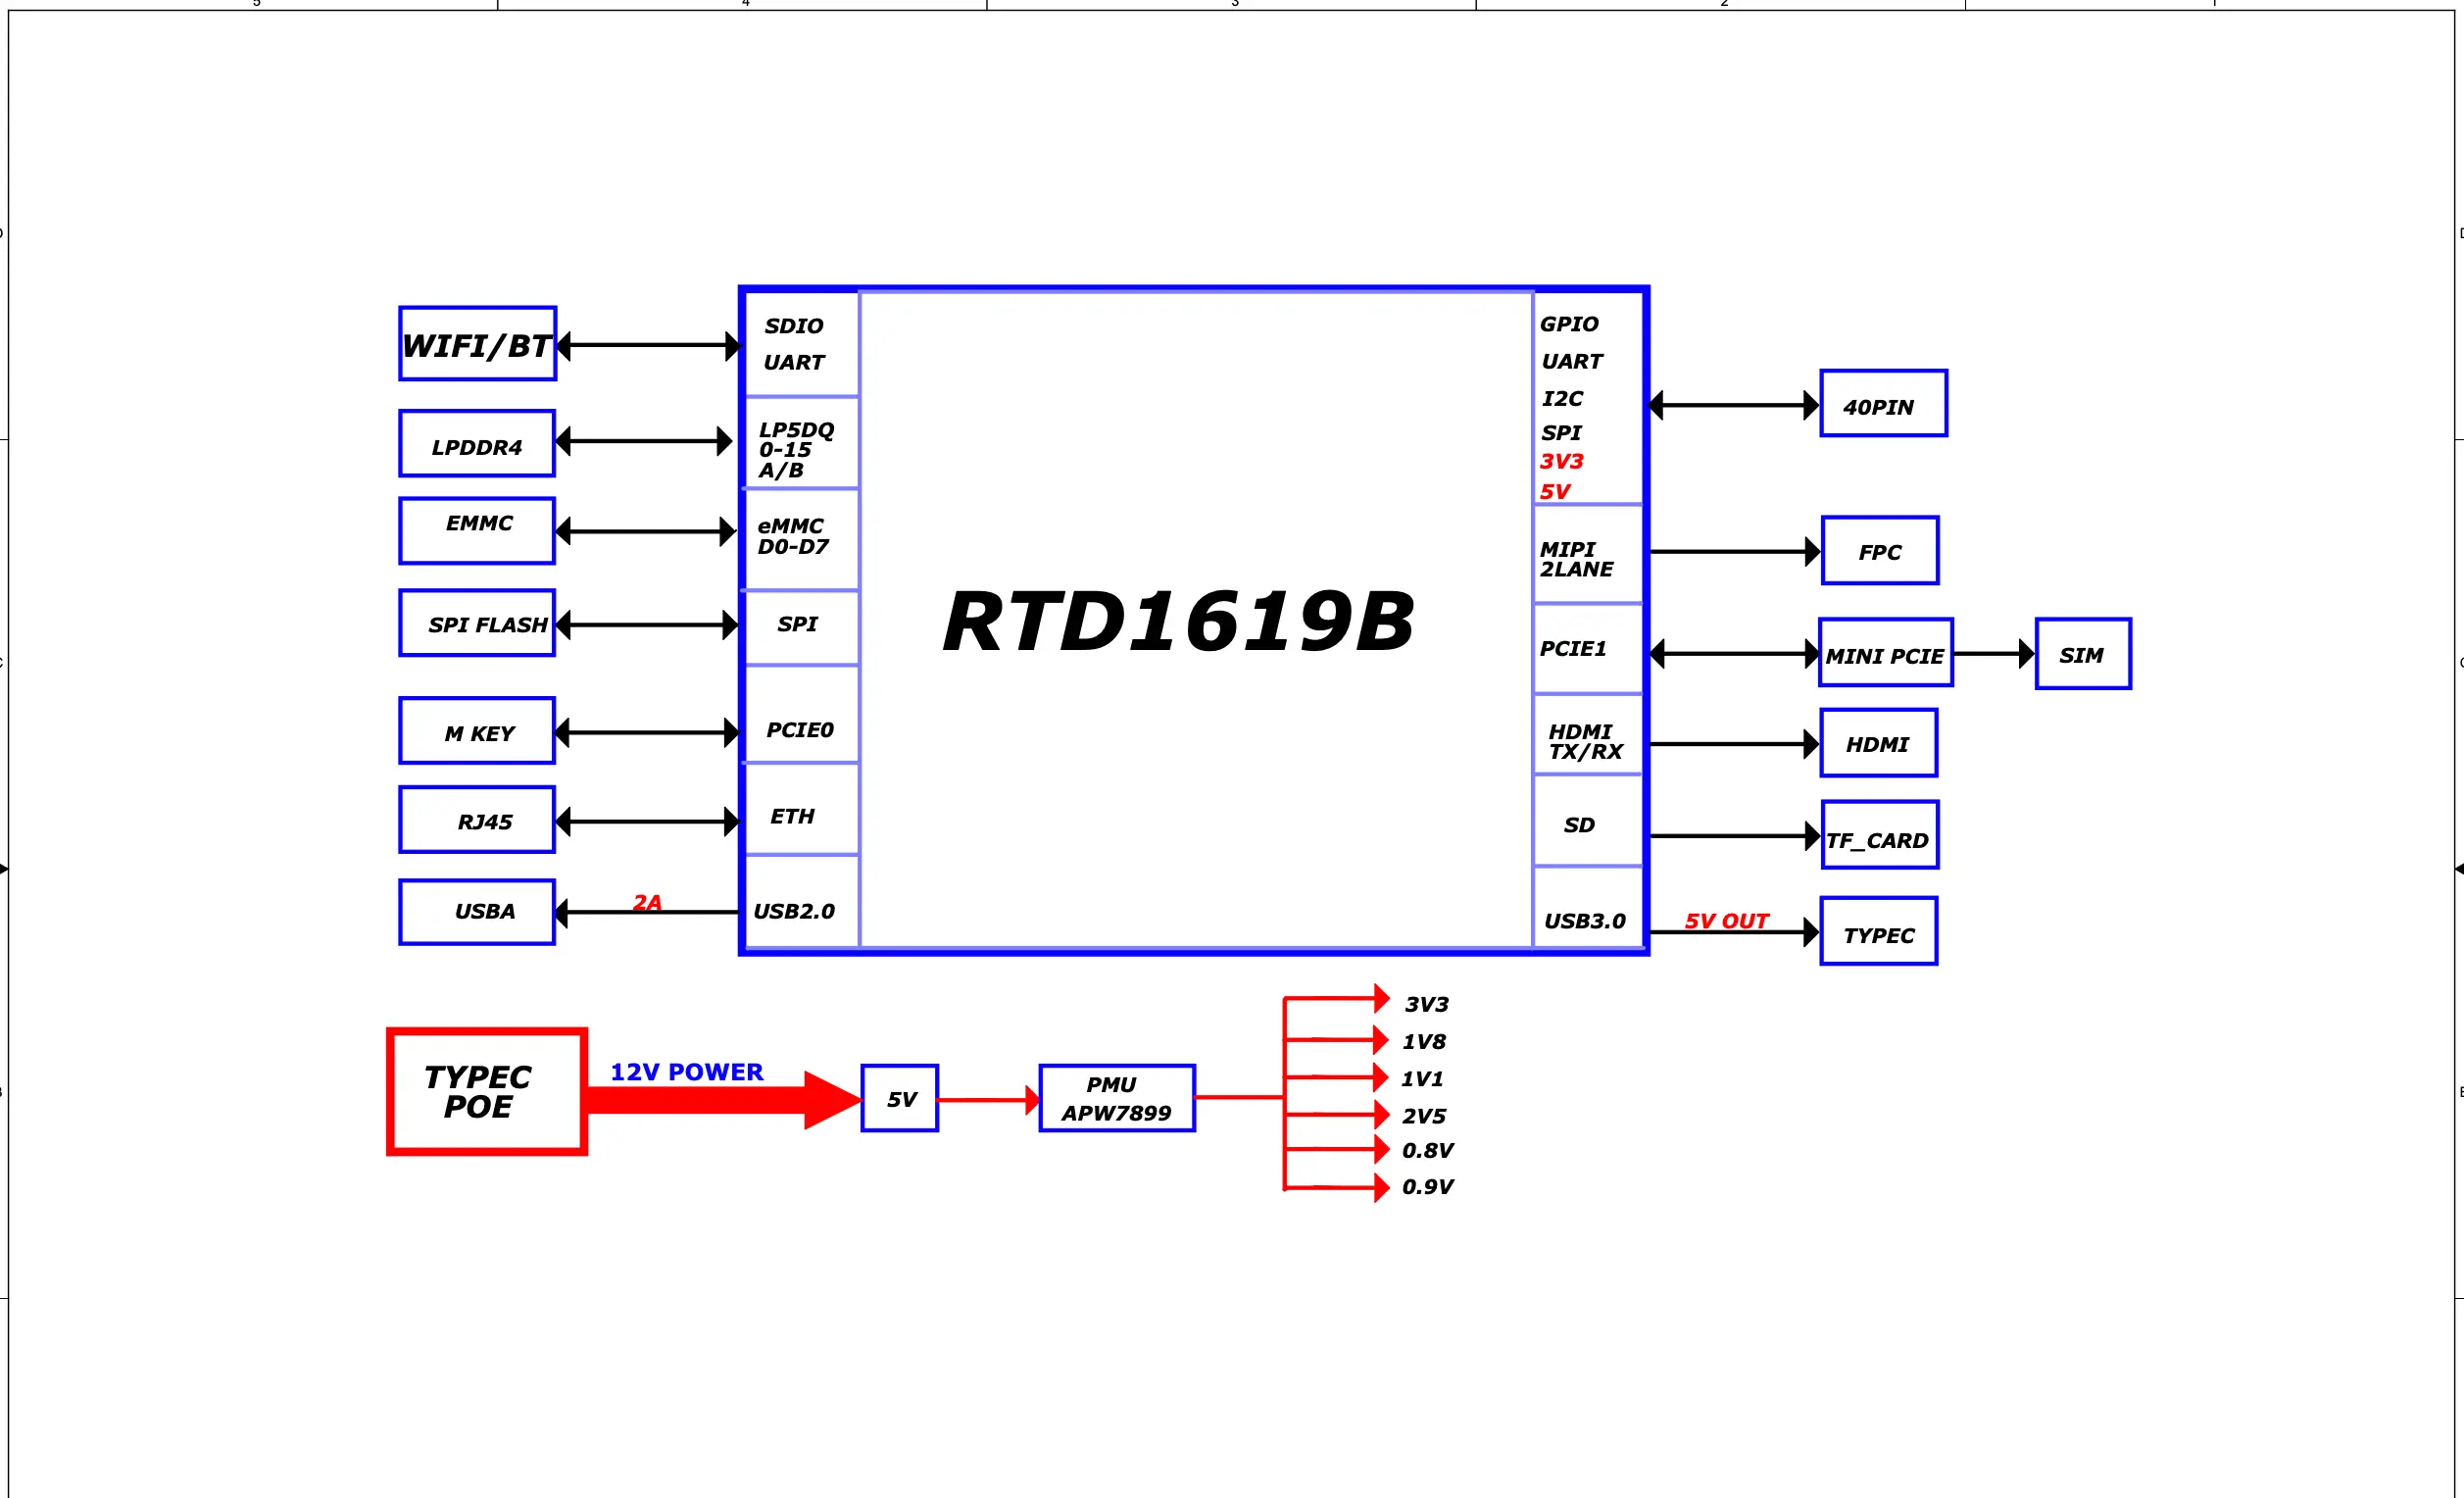 5 4 3 2 1
WIFI/BT
SDIO
UART
LPDDR4
LP5DQ
0-15
A/B
EMMC
eMMC
D0-D7
SPI FLASH
SPI
M KEY
PCIE0
RJ45
ETH
USBA
2A
USB2.0
RTD1619B
GPIO
UART
I2C
SPI
3V3
5V
40PIN
MIPI
2LANE
FPC
PCIE1
MINI PCIE
SIM
HDMI
TX/RX
HDMI
SD
TF_CARD
USB3.0
5V OUT
TYPEC
TYPEC
POE
12V POWER
5V
PMU
APW7899
3V3
1V8
1V1
2V5
0.8V
0.9V